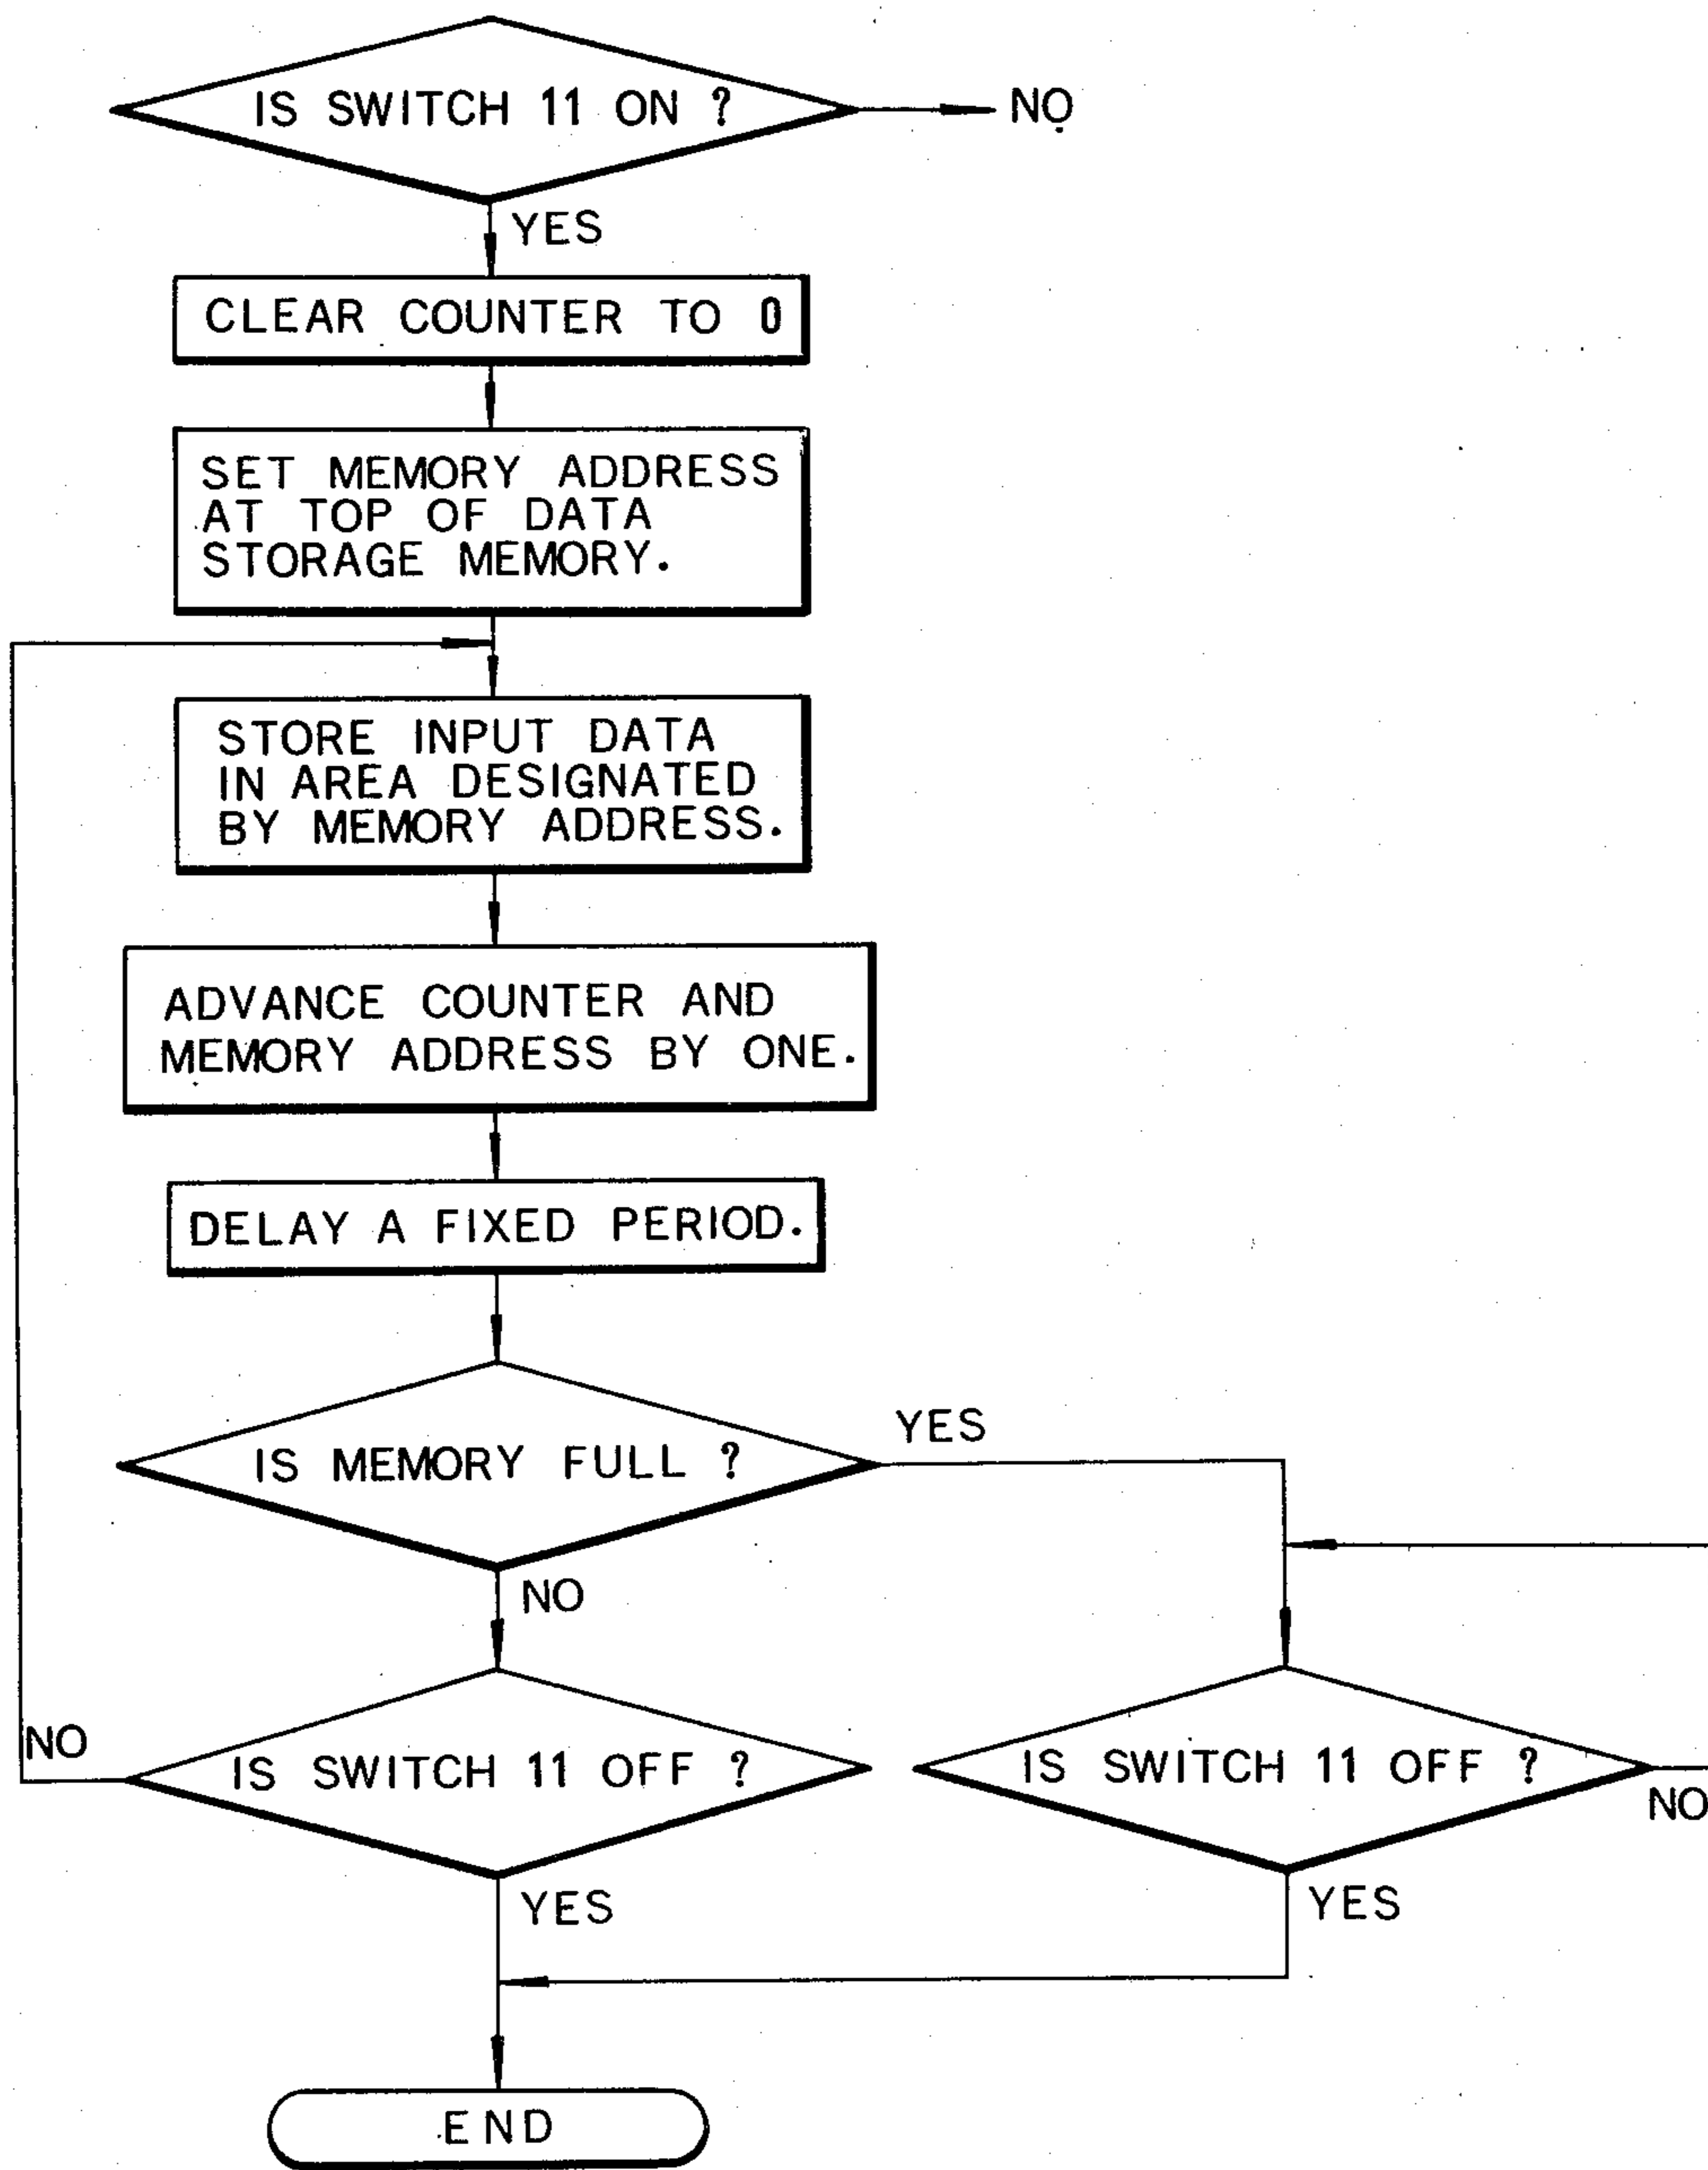 IS SWITCH 11 ON ?
NO
YES
CLEAR COUNTER TO 0
SET MEMORY ADDRESS
AT TOP OF DATA
STORAGE MEMORY.
STORE INPUT DATA
IN AREA DESIGNATED
BY MEMORY ADDRESS.
ADVANCE COUNTER AND
MEMORY ADDRESS BY ONE.
DELAY A FIXED PERIOD.
IS MEMORY FULL ?
YES
NO
NO
IS SWITCH 11 OFF ?
IS SWITCH 11 OFF ?
NO
YES
YES
END